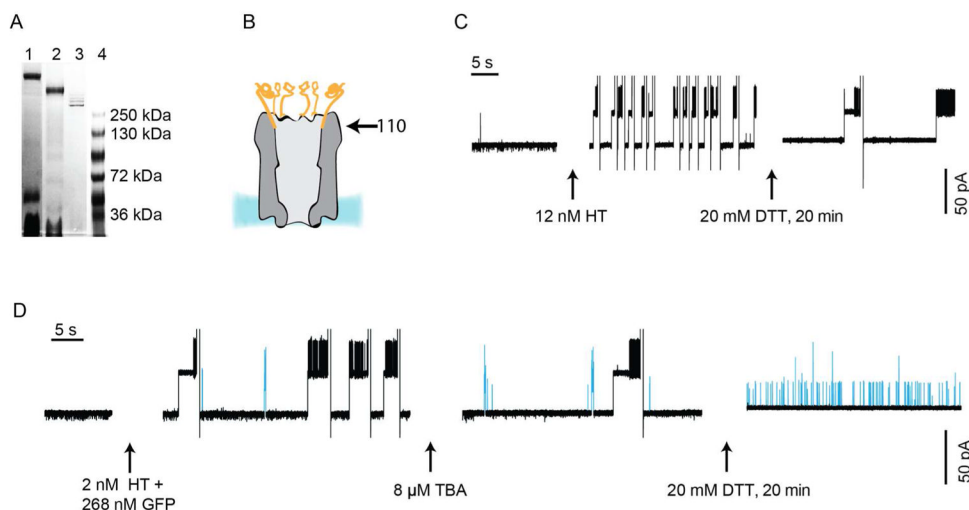 A
1 2 3 4
250 kDa
130 kDa
72 kDa
36 kDa
B
110
C
5 s
12 nM HT
20 mM DTT, 20 min
50 pA
D
5 s
2 nM HT +
268 nM GFP
8 µM TBA
20 mM DTT, 20 min
50 pA